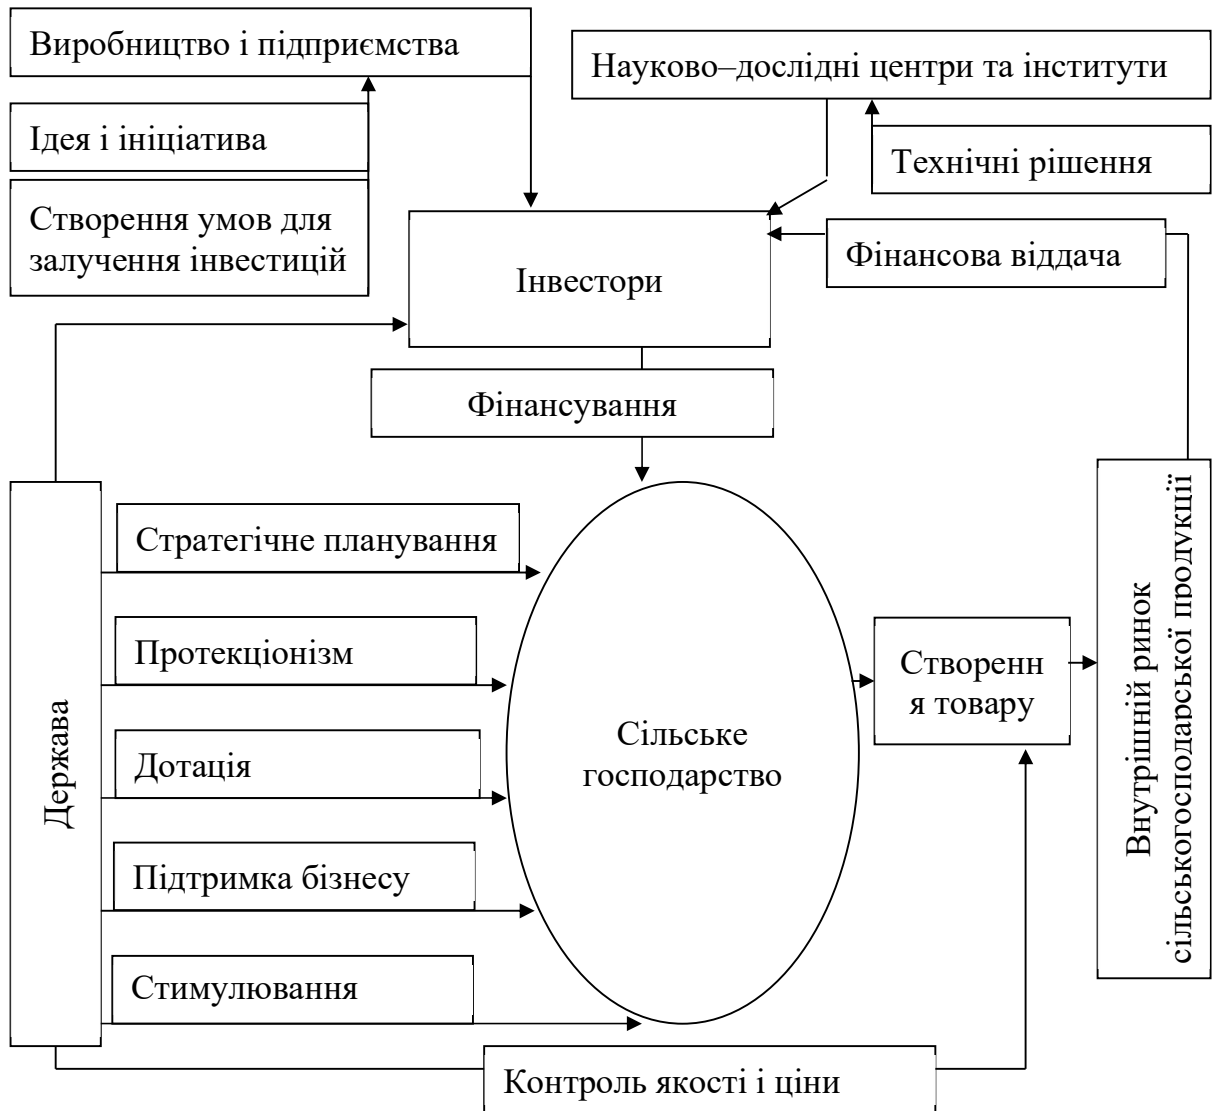 Виробництво і підприємства
Науково–дослідні центри та інститути
Ідея і ініціатива
Технічні рішення
Створення умов для
залучення інвестицій
Інвестори
Фінансова віддача
Фінансування
Держава
Стратегічне планування
Протекціонізм
Дотація
Підтримка бізнесу
Стимулювання
Сільське
господарство
Створенн
я товару
Внутрішній ринок
сільськогосподарської продукції
Контроль якості і ціни